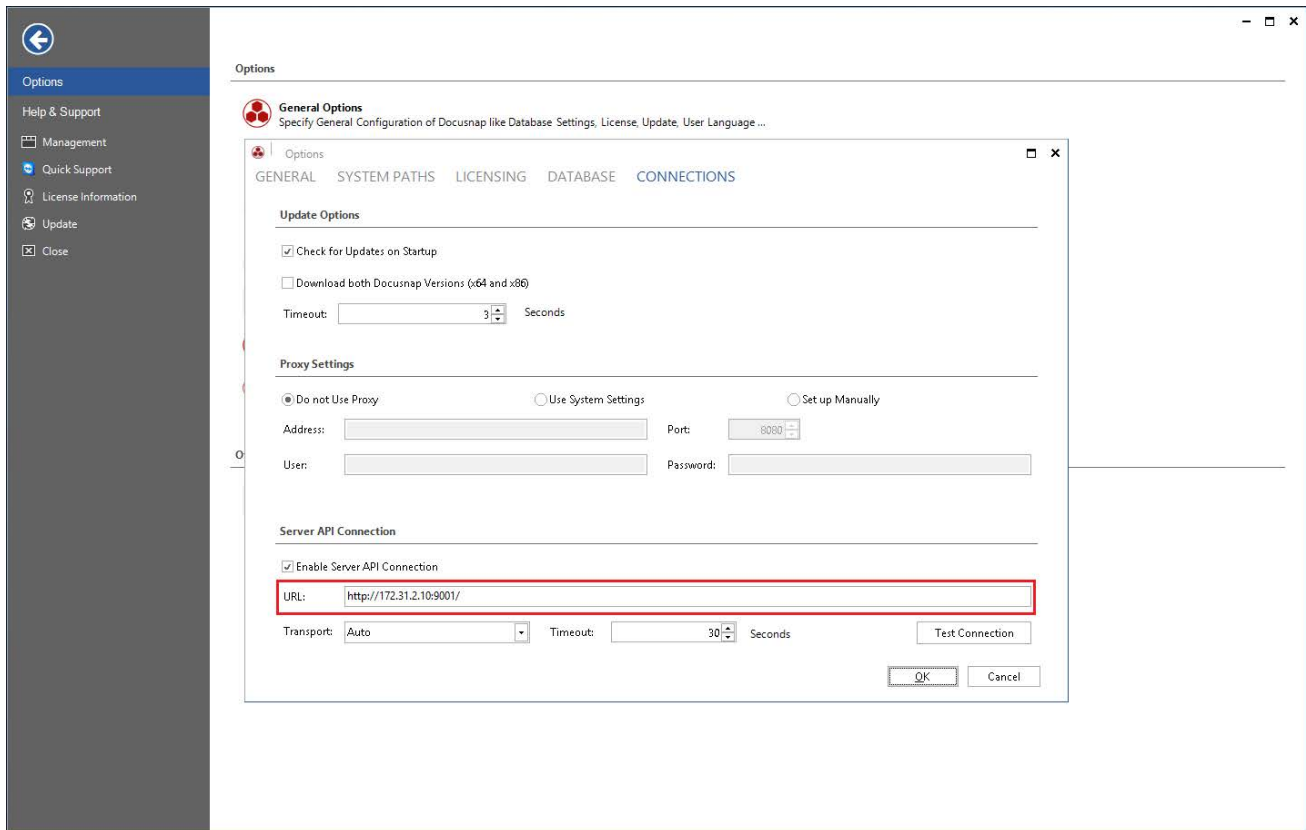 Options
Help & Support
Management
Quick Support
License Information
Update
Close
Options
General Options
Specify General Configuration of Docusnap like Database Settings, License, Update, User Language ...
Options
GENERAL SYSTEM PATHS LICENSING DATABASE CONNECTIONS
Update Options
Check for Updates on Startup
Download both Docusnap Versions (x64 and x86)
Timeout: 3 Seconds
Proxy Settings
Do not Use Proxy Use System Settings Set up Manually
Address: Port: 8080
User: Password:
Server API Connection
Enable Server API Connection
URL: http://172.31.2.10:9001/
Transport: Auto Timeout: 30 Seconds Test Connection
OK Cancel